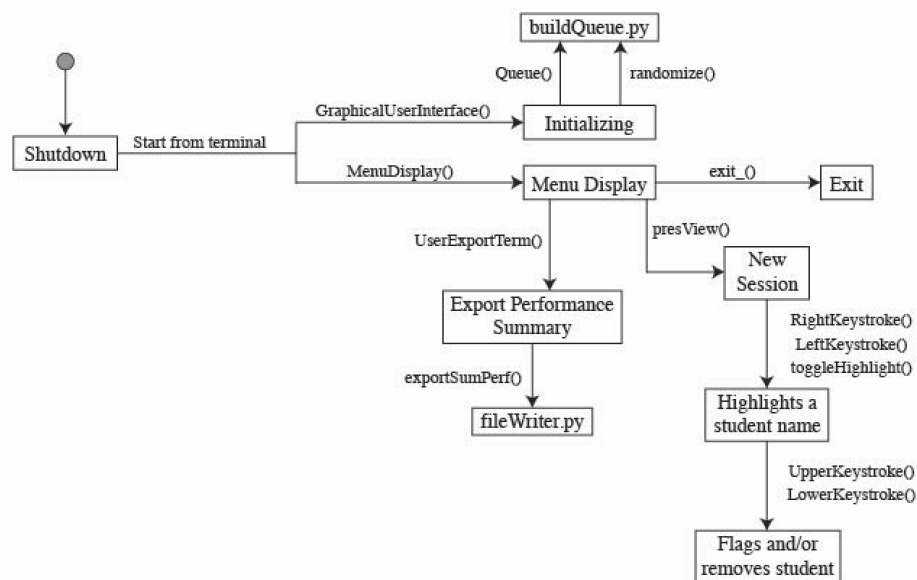 buildQueue.py
Queue()
randomize()
GraphicalUserInterface()
Initializing
Shutdown
Start from terminal
MenuDisplay()
Menu Display
exit_()
Exit
UserExportTerm()
presView()
New
Session
Export Performance
Summary
RightKeystroke()
LeftKeystroke()
toggleHighlight()
exportSumPerf()
Highlights a
student name
fileWriter.py
UpperKeystroke()
LowerKeystroke()
Flags and/or
removes student